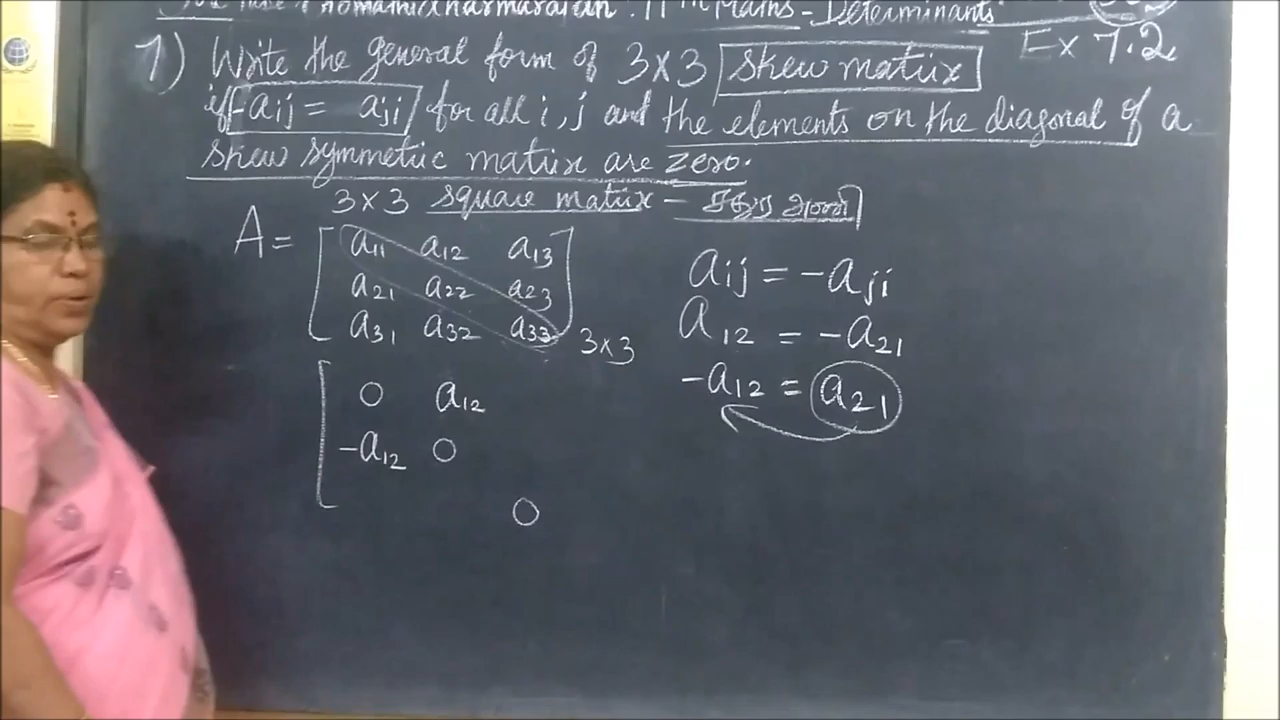 11th Maths - Determinants
1) Write the general form of 3×3 skew matrix Ex 7.2
if -aij = aji for all i, j and the elements on the diagonal of a
skew symmetric matrix are zero.
3×3 square matrix - சதுர அணி
A = [ a11 a12 a13 ]
a21 a22 a23
a31 a32 a33 3×3
aij = -aji
a12 = -a21
-a12 = a21
[ 0 a12
-a12 0
0